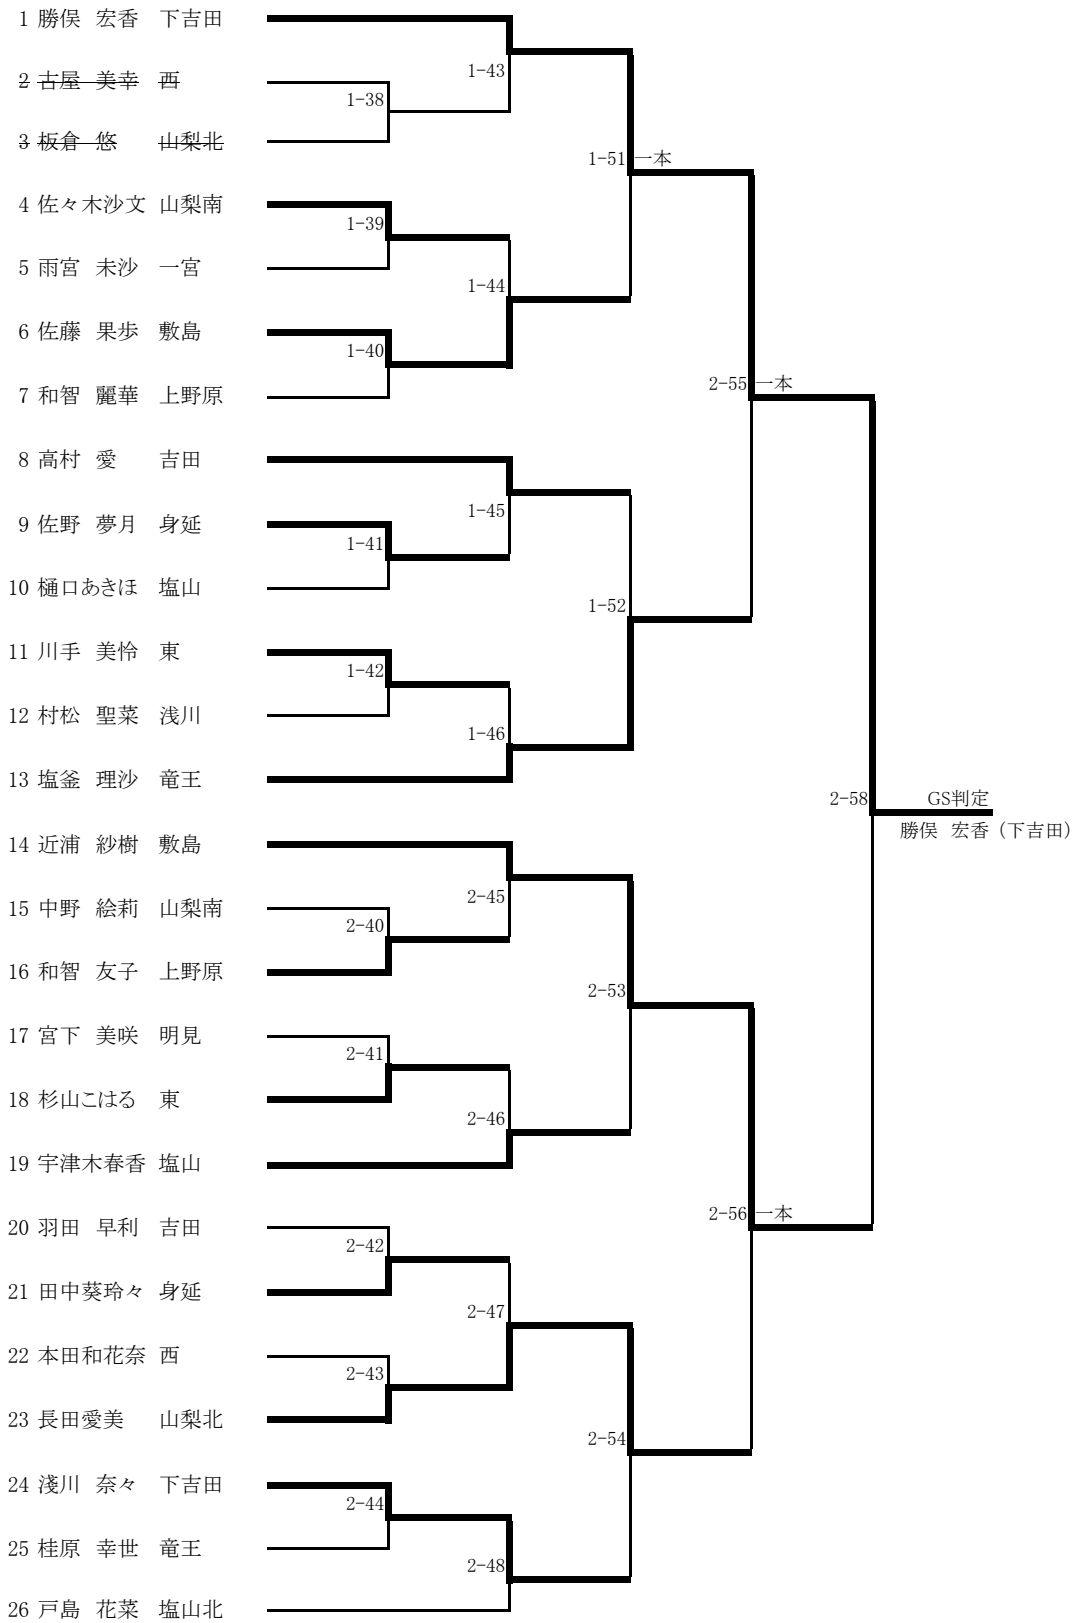 1 勝俣 宏香 下吉田
2 古屋 美幸 西
1-43
1-38
3 板倉 悠 山梨北
1-51 一本
4 佐々木沙文 山梨南
1-39
5 雨宮 未沙 一宮
1-44
6 佐藤 果歩 敷島
1-40
7 和智 麗華 上野原
2-55 一本
8 高村 愛 吉田
1-45
9 佐野 夢月 身延
1-41
10 樋口あきほ 塩山
1-52
11 川手 美怜 東
1-42
12 村松 聖菜 浅川
1-46
13 塩釜 理沙 竜王
2-58 GS判定
勝俣 宏香（下吉田）
14 近浦 紗樹 敷島
2-45
15 中野 絵莉 山梨南
2-40
16 和智 友子 上野原
2-53
17 宮下 美咲 明見
2-41
18 杉山こはる 東
2-46
19 宇津木春香 塩山
2-56 一本
20 羽田 早利 吉田
2-42
21 田中葵玲々 身延
2-47
22 本田和花奈 西
2-43
23 長田愛美 山梨北
2-54
24 淺川 奈々 下吉田
2-44
25 桂原 幸世 竜王
2-48
26 戸島 花菜 塩山北